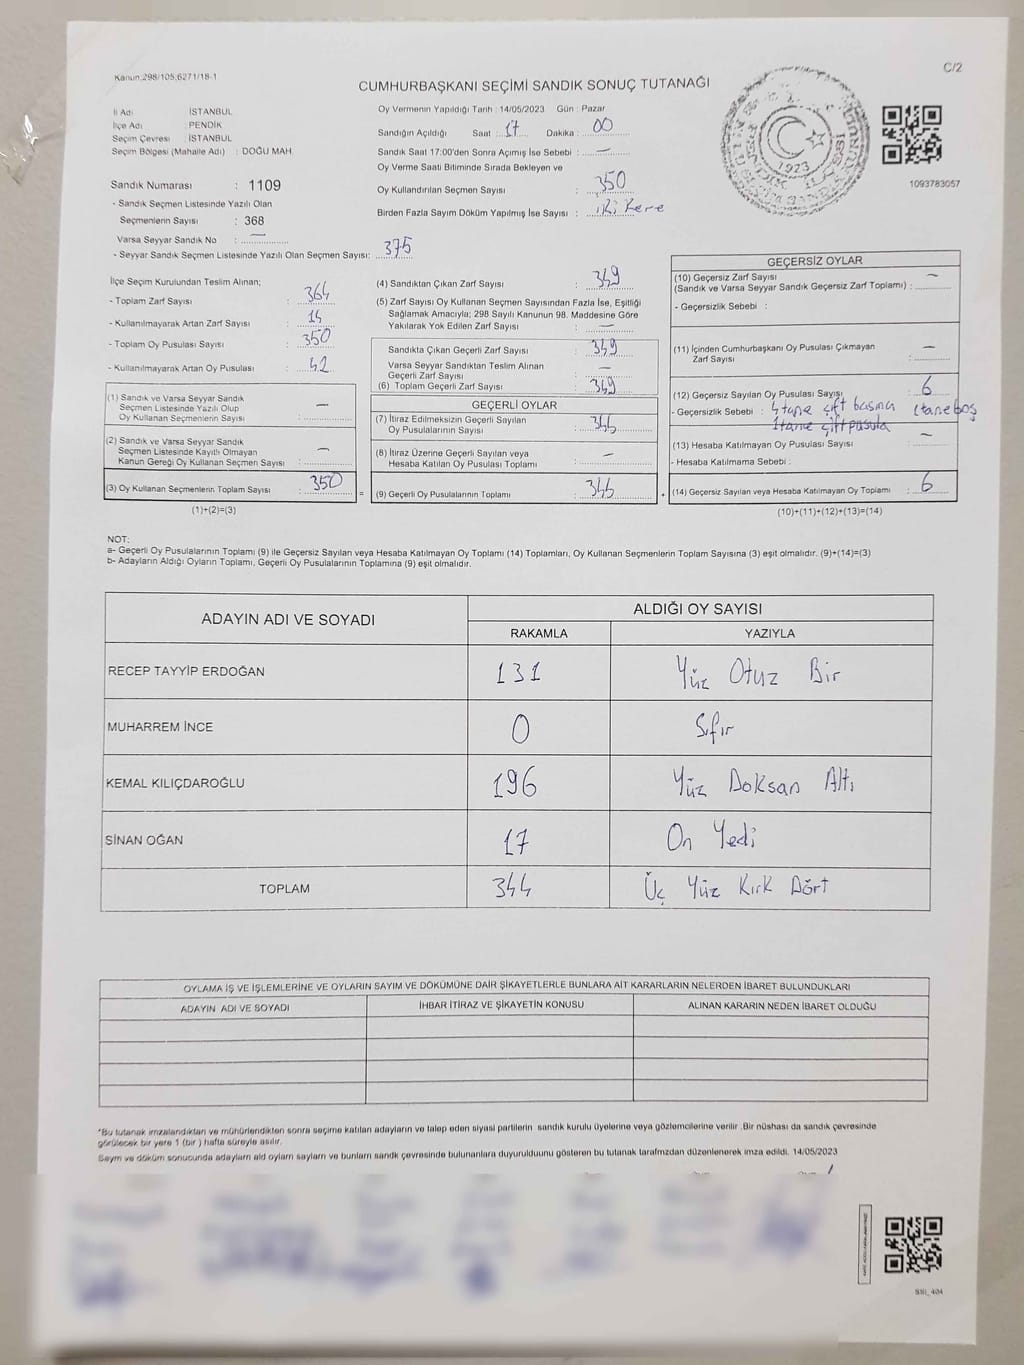 Kanun:298/105;6271/18-1
C/2
CUMHURBAŞKANI SEÇİMİ SANDIK SONUÇ TUTANAĞI
İl Adı : İSTANBUL
İlçe Adı : PENDİK
Seçim Çevresi : İSTANBUL
Seçim Bölgesi (Mahalle Adı) : DOĞU MAH.
Sandık Numarası : 1109
- Sandık Seçmen Listesinde Yazılı Olan
Seçmenlerin Sayısı : 368
Varsa Seyyar Sandık No : —
- Seyyar Sandık Seçmen Listesinde Yazılı Olan Seçmen Sayısı: 375
Oy Vermenin Yapıldığı Tarih : 14/05/2023 Gün : Pazar
Sandığın Açıldığı Saat : 17 Dakika : 00
Sandık Saat 17:00'den Sonra Açımış İse Sebebi : —
Oy Verme Saati Bitiminde Sırada Bekleyen ve
Oy Kullandırılan Seçmen Sayısı : 350
Birden Fazla Sayım Döküm Yapılmış İse Sayısı : iki kere
1923
1093783057
İlçe Seçim Kurulundan Teslim Alınan;
- Toplam Zarf Sayısı : 364
- Kullanılmayarak Artan Zarf Sayısı : 14
- Toplam Oy Pusulası Sayısı : 350
- Kullanılmayarak Artan Oy Pusulası : 42
(1) Sandık ve Varsa Seyyar Sandık
Seçmen Listesinde Yazılı Olup
Oy Kullanan Seçmenlerin Sayısı : —
(2) Sandık ve Varsa Seyyar Sandık
Seçmen Listesinde Kayıtlı Olmayan
Kanun Gereği Oy Kullanan Seçmen Sayısı : —
(3) Oy Kullanan Seçmenlerin Toplam Sayısı : 350
(1)+(2)=(3)
(4) Sandıktan Çıkan Zarf Sayısı : 349
(5) Zarf Sayısı Oy Kullanan Seçmen Sayısından Fazla İse, Eşitliği
Sağlamak Amacıyla; 298 Sayılı Kanunun 98. Maddesine Göre
Yakılarak Yok Edilen Zarf Sayısı : —
Sandıkta Çıkan Geçerli Zarf Sayısı : 349
Varsa Seyyar Sandıktan Teslim Alınan
Geçerli Zarf Sayısı : —
(6) Toplam Geçerli Zarf Sayısı : 349
=
GEÇERLİ OYLAR
(7) İtiraz Edilmeksizin Geçerli Sayılan
Oy Pusulalarının Sayısı : 344
(8) İtiraz Üzerine Geçerli Sayılan veya
Hesaba Katılan Oy Pusulası Toplamı : —
(9) Geçerli Oy Pusulalarının Toplamı : 344
+
GEÇERSİZ OYLAR
(10) Geçersiz Zarf Sayısı
(Sandık ve Varsa Seyyar Sandık Geçersiz Zarf Toplamı) : —
- Geçersizlik Sebebi :
(11) İçinden Cumhurbaşkanı Oy Pusulası Çıkmayan
Zarf Sayısı : —
(12) Geçersiz Sayılan Oy Pusulası Sayısı : 6
- Geçersizlik Sebebi : 4 tane çift basma 1 tane boş
1 tane çift pusula
(13) Hesaba Katılmayan Oy Pusulası Sayısı : —
- Hesaba Katılmama Sebebi :
(14) Geçersiz Sayılan veya Hesaba Katılmayan Oy Toplamı : 6
(10)+(11)+(12)+(13)=(14)
NOT:
a- Geçerli Oy Pusulalarının Toplamı (9) ile Geçersiz Sayılan veya Hesaba Katılmayan Oy Toplamı (14) Toplamları, Oy Kullanan Seçmenlerin Toplam Sayısına (3) eşit olmalıdır. (9)+(14)=(3)
b- Adayların Aldığı Oyların Toplamı, Geçerli Oy Pusulalarının Toplamına (9) eşit olmalıdır.
ADAYIN ADI VE SOYADI ALDIĞI OY SAYISI
RAKAMLA YAZIYLA
RECEP TAYYİP ERDOĞAN 131 Yüz Otuz Bir
MUHARREM İNCE 0 Sıfır
KEMAL KILIÇDAROĞLU 196 Yüz Doksan Altı
SİNAN OĞAN 17 On Yedi
TOPLAM 344 Üç Yüz Kırk Dört
OYLAMA İŞ VE İŞLEMLERİNE VE OYLARIN SAYIM VE DÖKÜMÜNE DAİR ŞİKAYETLERLE BUNLARA AİT KARARLARIN NELERDEN İBARET BULUNDUKLARI
ADAYIN ADI VE SOYADI İHBAR İTİRAZ VE ŞİKAYETİN KONUSU ALINAN KARARIN NEDEN İBARET OLDUĞU
*Bu tutanak imzalandıktan ve mühürlendikten sonra seçime katılan adayların ve talep eden siyasi partilerin sandık kurulu üyelerine veya gözlemcilerine verilir .Bir nüshası da sandık çevresinde
görülecek bir yere 1 (bir ) hafta süreyle asılır.
Sayım ve döküm sonucunda adayların ald oyların sayların ve bunların sandk çevresinde bulunanlara duyurulduunu gösteren bu tutanak tarafmzdan düzenlenerek imza edildi. 14/05/2023